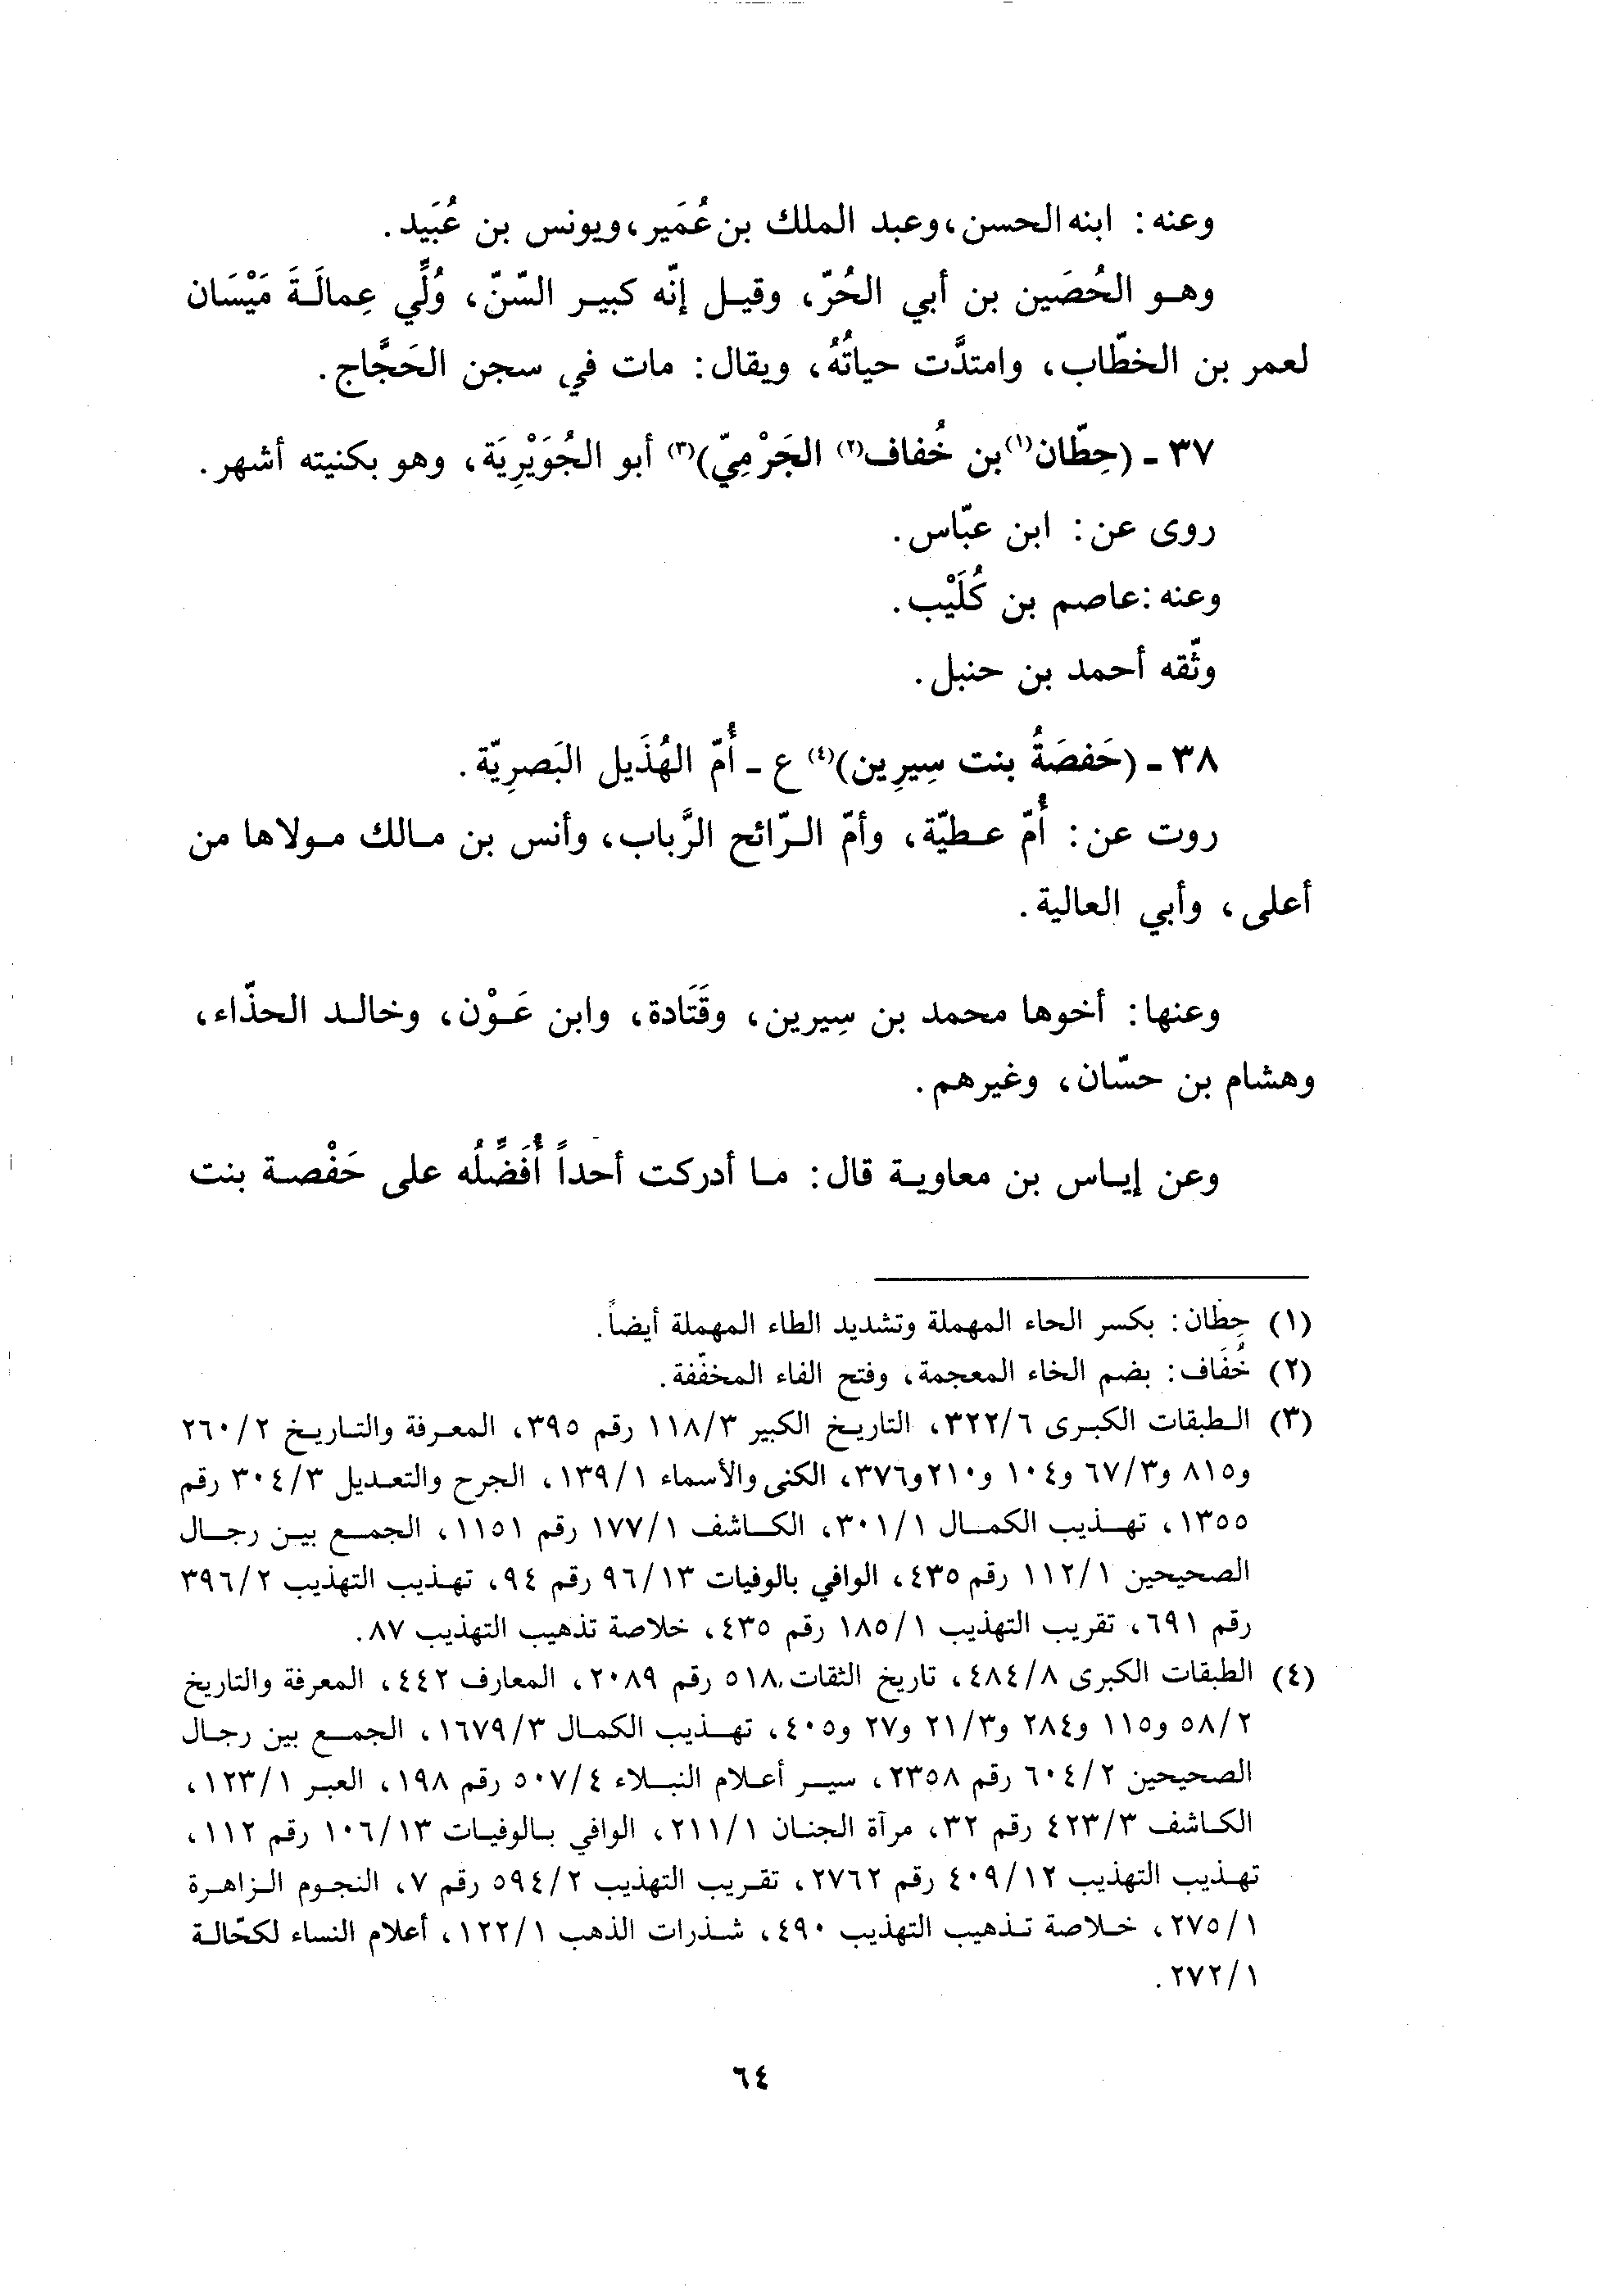 وعنه: ابنه الحسن، وعبد الملك بن عُمَير، ويونس بن عُبَيد.
وهو الحُصَين بن أبي الحُرّ، وقيل إنّه كبير السّنّ، وُلِّي عِمالَةَ مَيْسَان
لعمر بن الخطّاب، وامتدَّت حياتُهُ، ويقال: مات في سجن الحَجَّاج.
٣٧ - (حِطّان(١) بن خُفاف(٢) الجَرْمِيّ)(٣) أبو الجُوَيْرِيَة، وهو بكنيته أشهر.
روى عن: ابن عبّاس.
وعنه: عاصم بن كُلَيْب.
وثّقه أحمد بن حنبل.
٣٨ - (حَفصَةُ بنت سِيرِين)(٤) ع - أُمّ الهُذَيل البَصرِيّة.
روت عن: أُمّ عطيّة، وأمّ الرّائح الرَّباب، وأنس بن مالك مولاها من
أعلى، وأبي العالية.
وعنها: أخوها محمد بن سِيرين، وقَتَادة، وابن عَوْن، وخالد الحذّاء،
وهشام بن حسّان، وغيرهم.
وعن إياس بن معاوية قال: ما أدركت أحداً أُفَضِّلُه على حَفْصة بنت
(١) حِطّان: بكسر الحاء المهملة وتشديد الطاء المهملة أيضاً.
(٢) خُفَاف: بضم الخاء المعجمة، وفتح الفاء المخفّفة.
(٣) الطبقات الكبرى ٣٢٢/٦، التاريخ الكبير ١١٨/٣ رقم ٣٩٥، المعرفة والتاريخ ٢٦٠/٢
و٨١٥ و٦٧/٣ و١٠٤ و٢١٠ و٣٧٦، الكنى والأسماء ١٣٩/١، الجرح والتعديل ٣٠٤/٣ رقم
١٣٥٥، تهذيب الكمال ٣٠١/١، الكاشف ١٧٧/١ رقم ١١٥١، الجمع بين رجال
الصحيحين ١١٢/١ رقم ٤٣٥، الوافي بالوفيات ٩٦/١٣ رقم ٩٤، تهذيب التهذيب ٣٩٦/٢
رقم ٦٩١، تقريب التهذيب ١٨٥/١ رقم ٤٣٥، خلاصة تذهيب التهذيب ٨٧.
(٤) الطبقات الكبرى ٤٨٤/٨، تاريخ الثقات ٥١٨ رقم ٢٠٨٩، المعارف ٤٤٢، المعرفة والتاريخ
٥٨/٢ و١١٥ و٢٨٤ و٢١/٣ و٢٧ و٤٠٥، تهذيب الكمال ١٦٧٩/٣، الجمع بين رجال
الصحيحين ٦٠٤/٢ رقم ٢٣٥٨، سير أعلام النبلاء ٥٠٧/٤ رقم ١٩٨، العبر ١٢٣/١،
الكاشف ٤٢٣/٣ رقم ٣٢، مرآة الجنان ٢١١/١، الوافي بالوفيات ١٠٦/١٣ رقم ١١٢،
تهذيب التهذيب ٤٠٩/١٢ رقم ٢٧٦٢، تقريب التهذيب ٥٩٤/٢ رقم ٧، النجوم الزاهرة
٢٧٥/١، خلاصة تذهيب التهذيب ٤٩٠، شذرات الذهب ١٢٢/١، أعلام النساء لكحّالة
٢٧٢/١.
٦٤